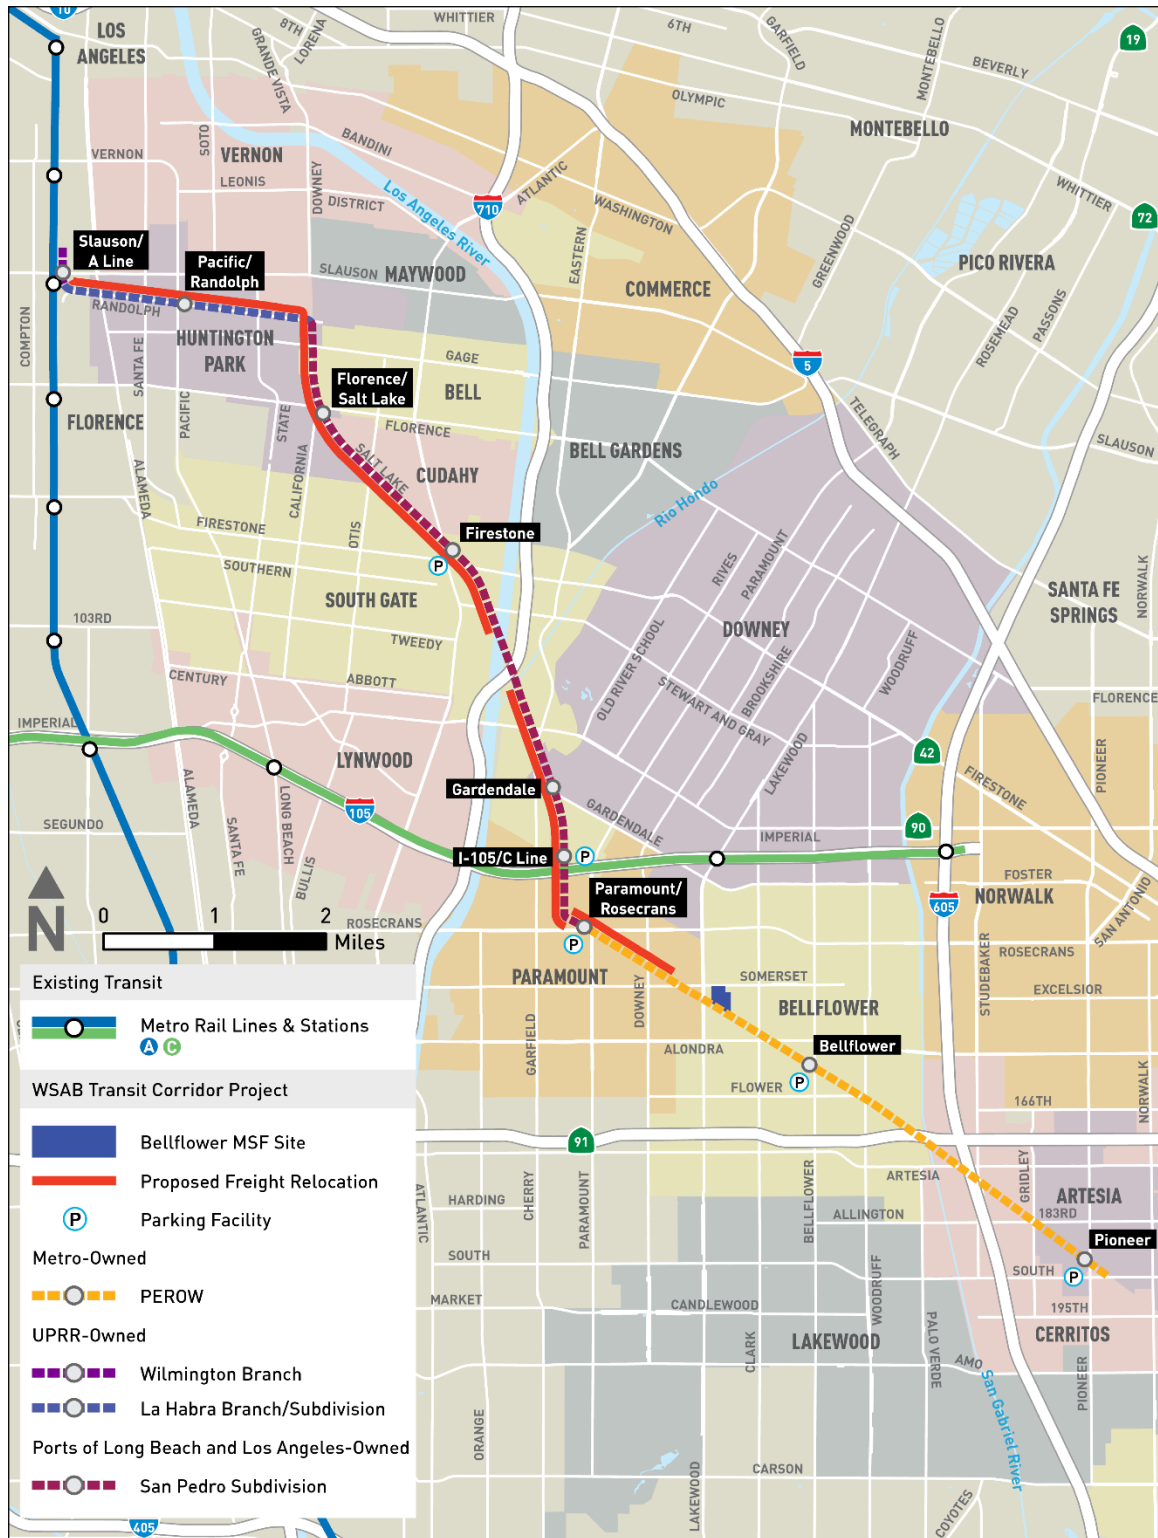 10
LOS
ANGELES
8TH
LORENA
GRANDE VISTA
WHITTIER
6TH
GARFIELD
MONTEBELLO
19
BEVERLY
OLYMPIC
MONTEBELLO
VERNON
SOTO
VERNON
LEONIS
DOWNEY
BANDINI
DISTRICT
Los Angeles River
710
ATLANTIC
WASHINGTON
EASTERN
GREENWOOD
WHITTIER
72
PICO RIVERA
Slauson/
A Line
Pacific/
Randolph
SLAUSON
MAYWOOD
COMMERCE
ROSEMEAD
PASSONS
RANDOLPH
COMPTON
HUNTINGTON
PARK
SANTA FE
GAGE
5
BELL
Florence/
Salt Lake
PACIFIC
STATE
FLORENCE
FLORENCE
TELEGRAPH
SLAUSON
BELL GARDENS
SALT LAKE
CUDAHY
CALIFORNIA
ALAMEDA
Rio Hondo
FIRESTONE
OTIS
Firestone
P
SOUTHERN
RIVES
PARAMOUNT
NORWALK
SOUTH GATE
SANTA FE
SPRINGS
103RD
TWEEDY
DOWNEY
OLD RIVER SCHOOL
BROOKSHIRE
WOODRUFF
CENTURY
ABBOTT
STEWART AND GRAY
FLORENCE
IMPERIAL
LYNWOOD
LAKEWOOD
42
PIONEER
FIRESTONE
Gardendale
105
GARDENDALE
ALAMEDA
SANTA FE
LONG BEACH
BULLIS
SEGUNDO
IMPERIAL
90
I-105/C Line
P
FOSTER
Paramount/
Rosecrans
605
NORWALK
SAN ANTONIO
N
0
1
2
Miles
ROSECRANS
P
ROSECRANS
PARAMOUNT
DOWNEY
SOMERSET
STUDEBAKER
EXCELSIOR
BELLFLOWER
GARFIELD
ALONDRA
Bellflower
P
FLOWER
166TH
NORWALK
91
BELLFLOWER
ARTESIA
GRIDLEY
ARTESIA
ATLANTIC
HARDING
CHERRY
PARAMOUNT
ALLINGTON
183RD
Pioneer
SOUTH
SOUTH
P
MARKET
CANDLEWOOD
WOODRUFF
195TH
CLARK
LAKEWOOD
PALO VERDE
CERRITOS
AMO
PIONEER
San Gabriel River
ORANGE
LAKEWOOD
CARSON
COYOTES
405
Existing Transit
Metro Rail Lines & Stations
A C
WSAB Transit Corridor Project
Bellflower MSF Site
Proposed Freight Relocation
P Parking Facility
Metro-Owned
PEROW
UPRR-Owned
Wilmington Branch
La Habra Branch/Subdivision
Ports of Long Beach and Los Angeles-Owned
San Pedro Subdivision